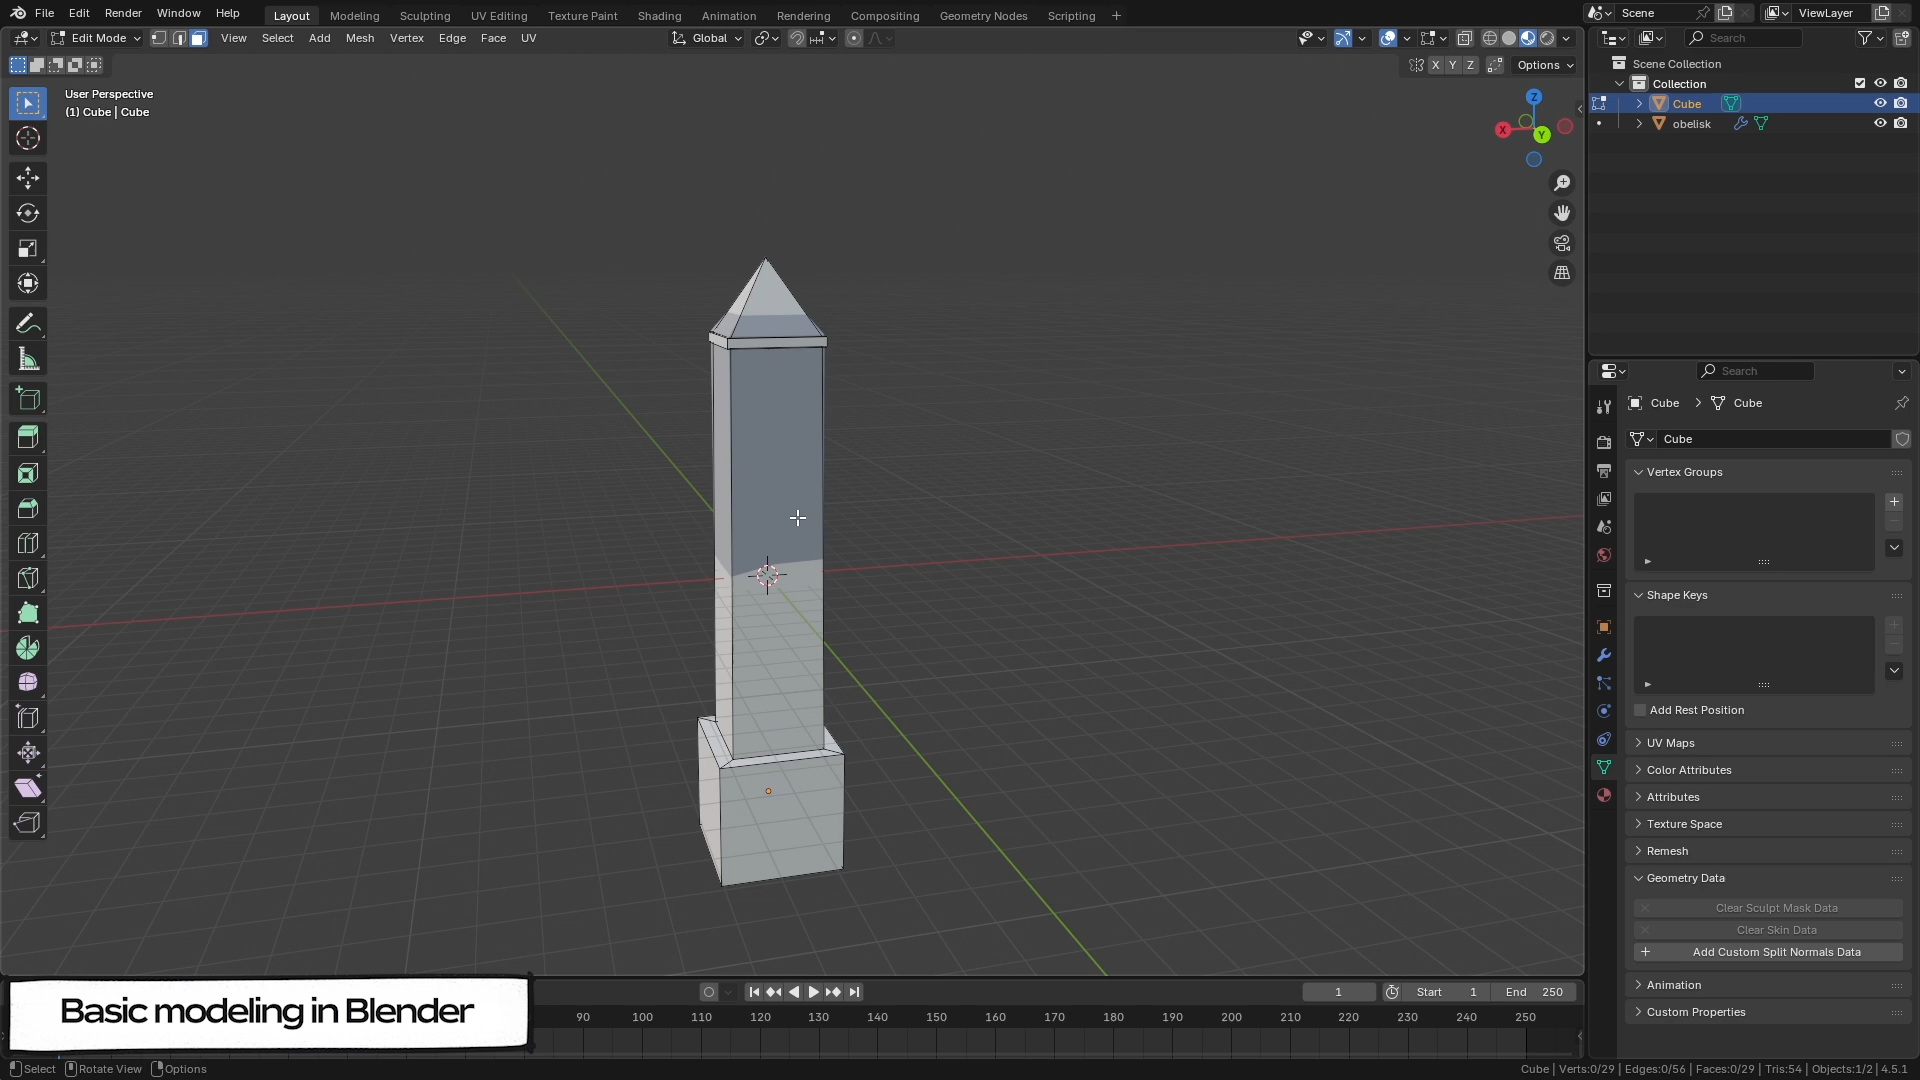 File Edit Render Window Help Layout Modeling Sculpting UV Editing Texture Paint Shading Animation Rendering Compositing Geometry Nodes Scripting + Scene ViewLayer
Edit Mode View Select Add Mesh Vertex Edge Face UV Global Search
X Y Z Options
User Perspective
(1) Cube | Cube
Z
X
Y
Scene Collection
Collection
Cube
obelisk
Search
Cube > Cube
Cube
Vertex Groups
Shape Keys
Add Rest Position
UV Maps
Color Attributes
Attributes
Texture Space
Remesh
Geometry Data
Clear Sculpt Mask Data
Clear Skin Data
Add Custom Split Normals Data
Animation
Custom Properties
Basic modeling in Blender
1 Start 1 End 250
90 100 110 120 130 140 150 160 170 180 190 200 210 220 230 240 250
Select Rotate View Options
Cube | Verts:0/29 | Edges:0/56 | Faces:0/29 | Tris:54 | Objects:1/2 | 4.5.1